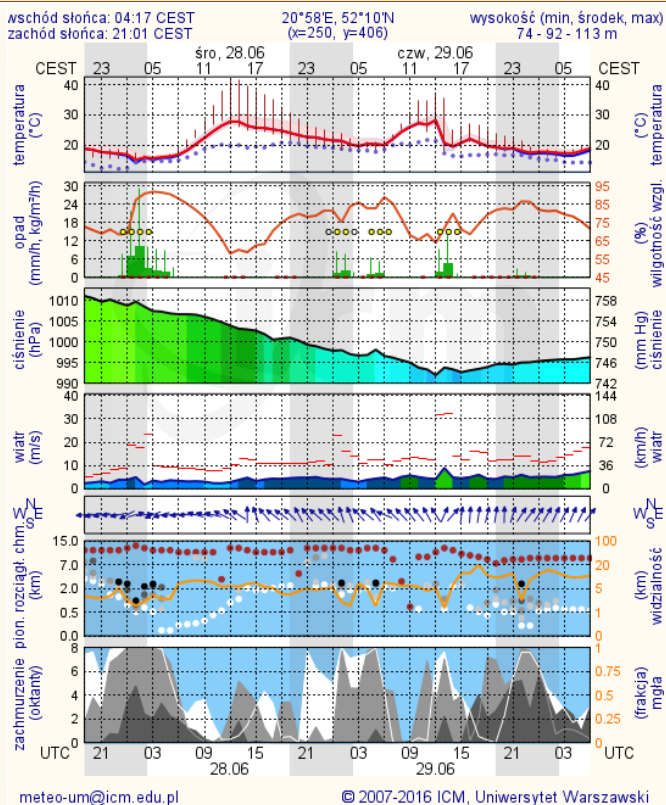 wschód słońca: 04:17 CEST 20°58'E, 52°10'N wysokość (min, środek, max)
zachód słońca: 21:01 CEST (x=250, y=406) 74 - 92 - 113 m
śro, 28.06 czw, 29.06
CEST 23 05 11 17 23 05 11 17 23 05 CEST
temperatura (°C)
40 40
30 30
20 20
temperatura (°C)
opad (mm/h, kg/m²/h)
30 95
24 85
18 75
12 65
6 55
0 45
(%) wilgotność wzgl.
ciśnienie (hPa)
1010 758
1005 754
1000 750
995 746
990 742
(mm Hg) ciśnienie
wiatr (m/s)
40 144
30 108
20 72
10 36
0 0
(km/h) wiatr
N W E S N W E S
pion. rozciągł. chm. (km)
15.0 100
7.0 20
2.0 5
0.5 1
0.0 0
(km) widzialność
zachmurzenie (oktanty)
8 1
6 0.75
4 0.5
2 0.25
0 0
(frakcja) mgła
UTC 21 03 09 15 21 03 09 15 21 03 UTC
28.06 29.06
meteo-um@icm.edu.pl © 2007-2016 ICM, Uniwersytet Warszawski